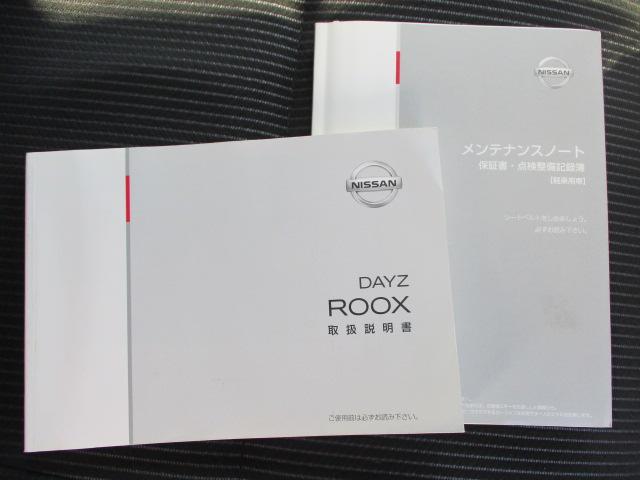 NISSAN
メンテナンスノート
保証書・点検整備記録簿
【軽乗用車】
シートベルトをしめましょう。
必ずお読み下さい。
NISSAN
DAYZ
ROOX
取扱説明書
ご使用前は必ずお読み下さい。